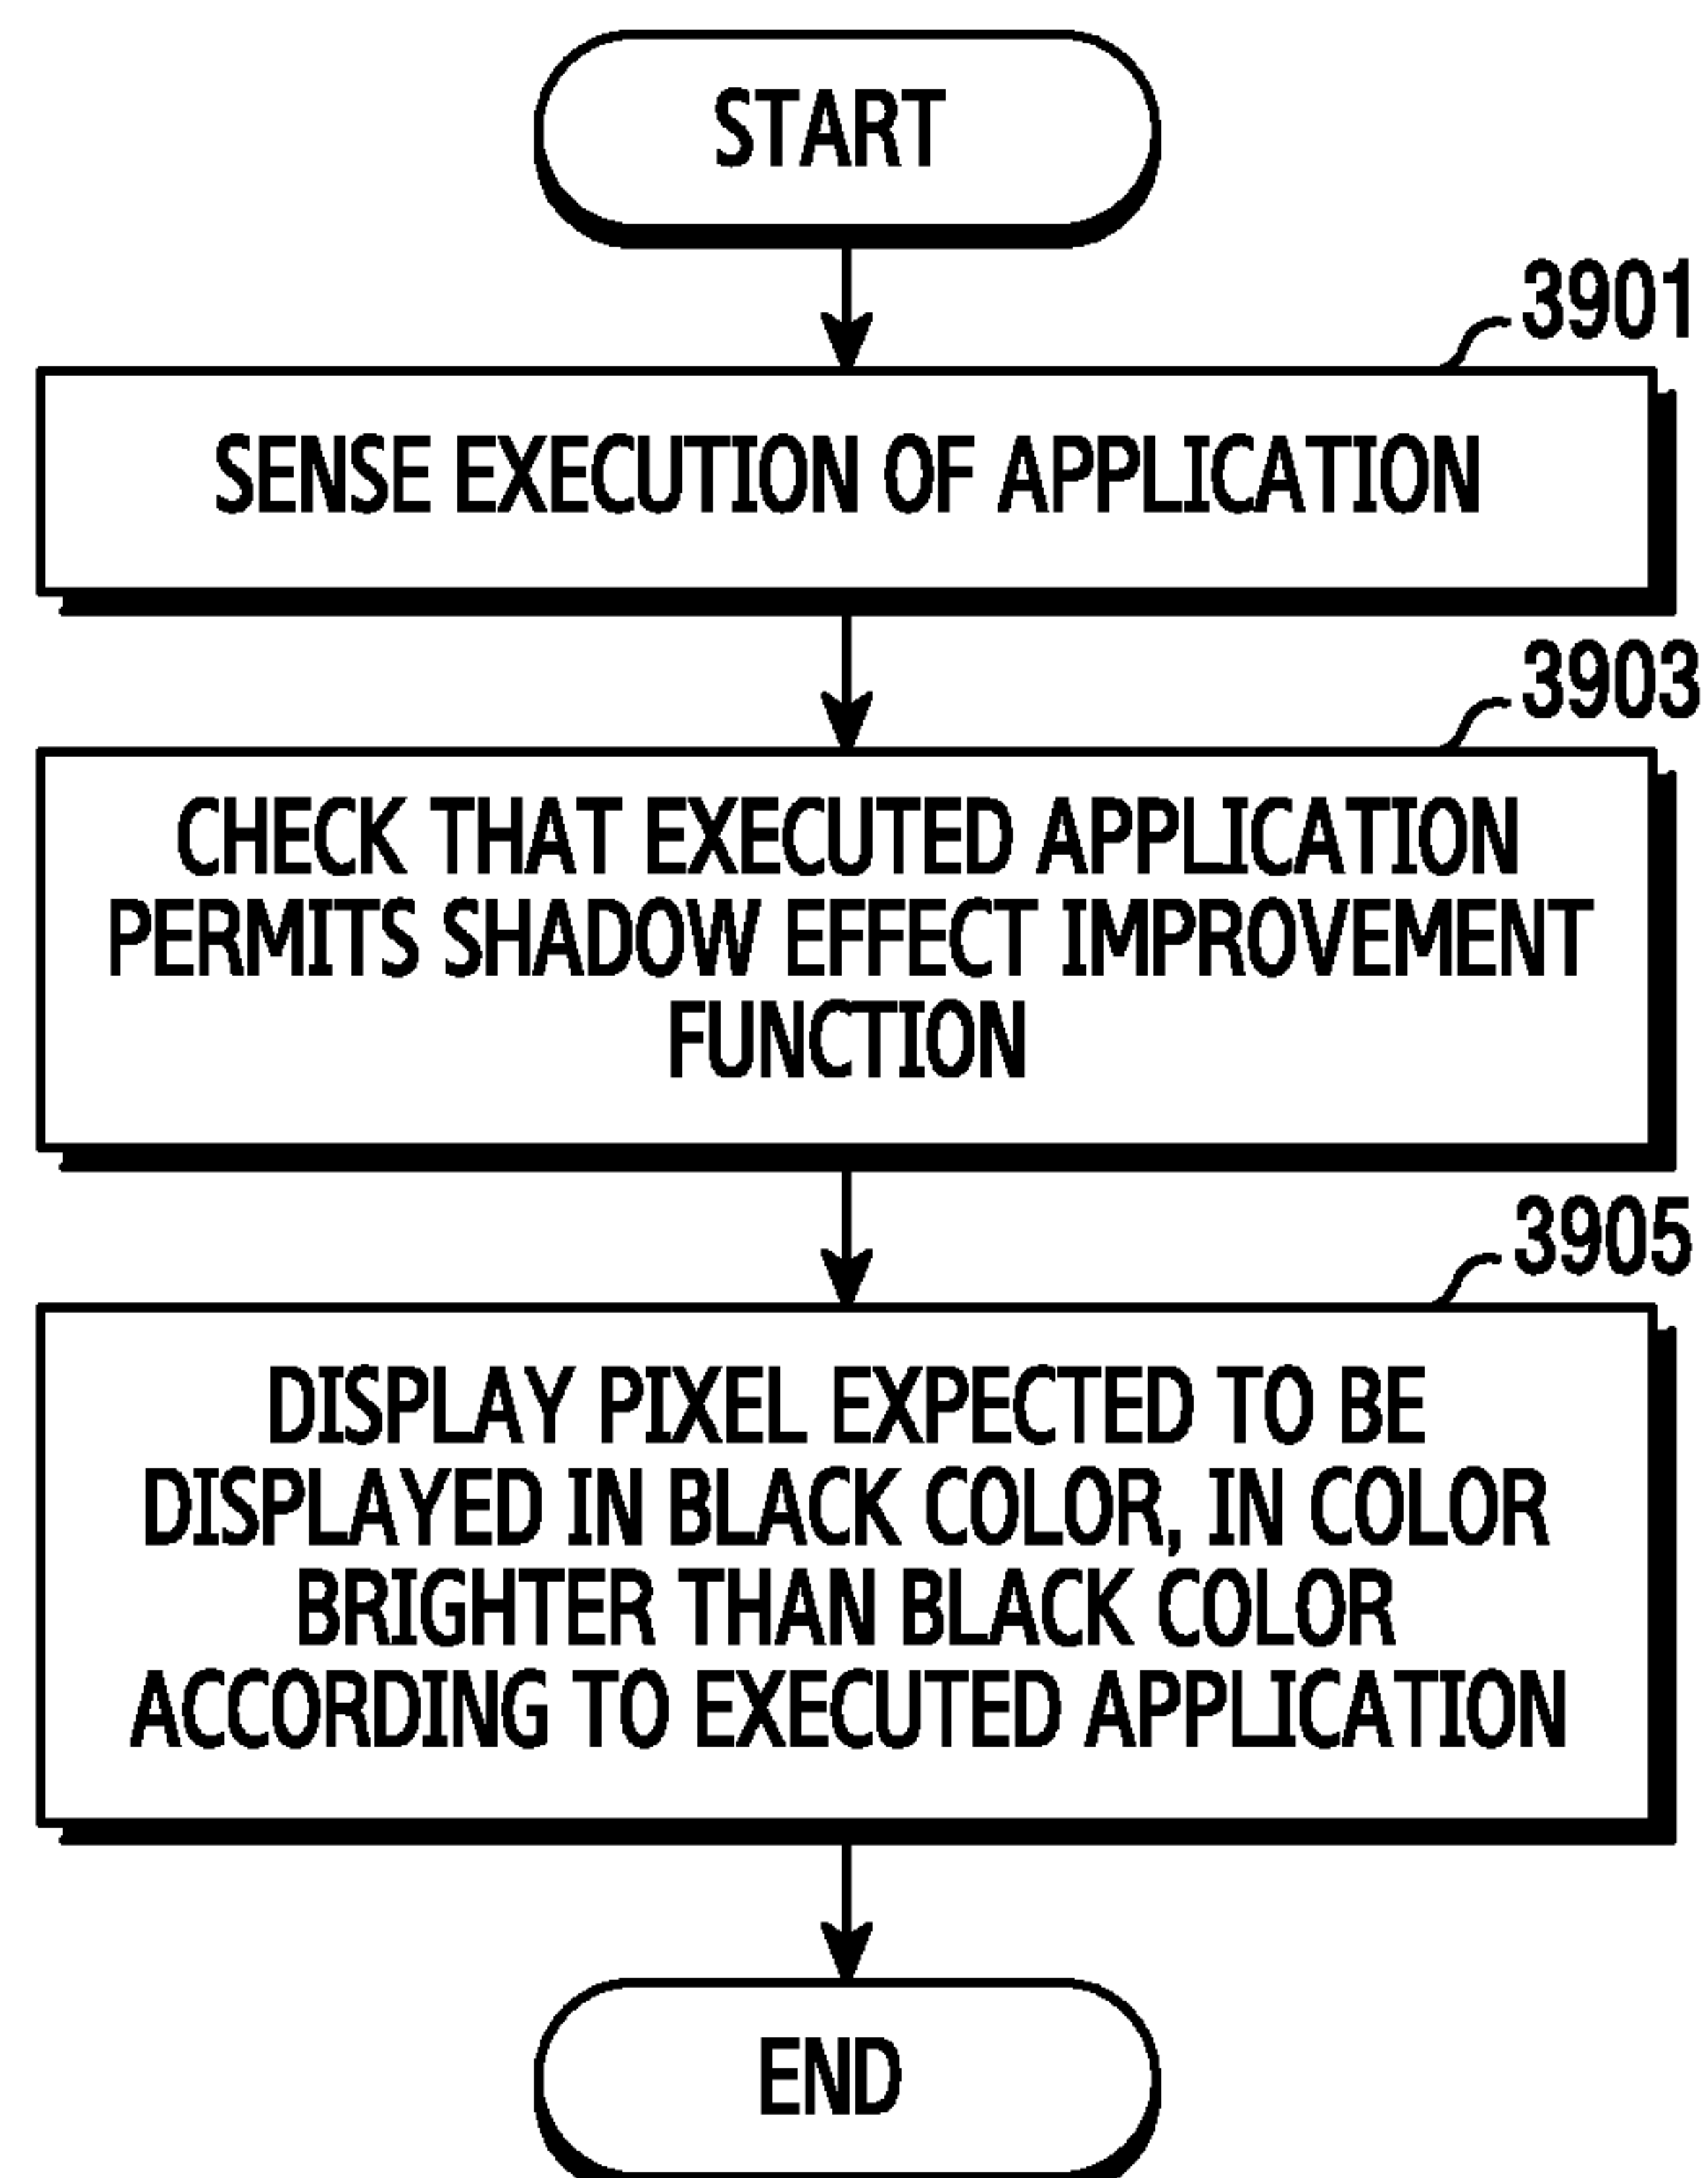 START
3901
SENSE EXECUTION OF APPLICATION
3903
CHECK THAT EXECUTED APPLICATION
PERMITS SHADOW EFFECT IMPROVEMENT
FUNCTION
3905
DISPLAY PIXEL EXPECTED TO BE
DISPLAYED IN BLACK COLOR, IN COLOR
BRIGHTER THAN BLACK COLOR
ACCORDING TO EXECUTED APPLICATION
END